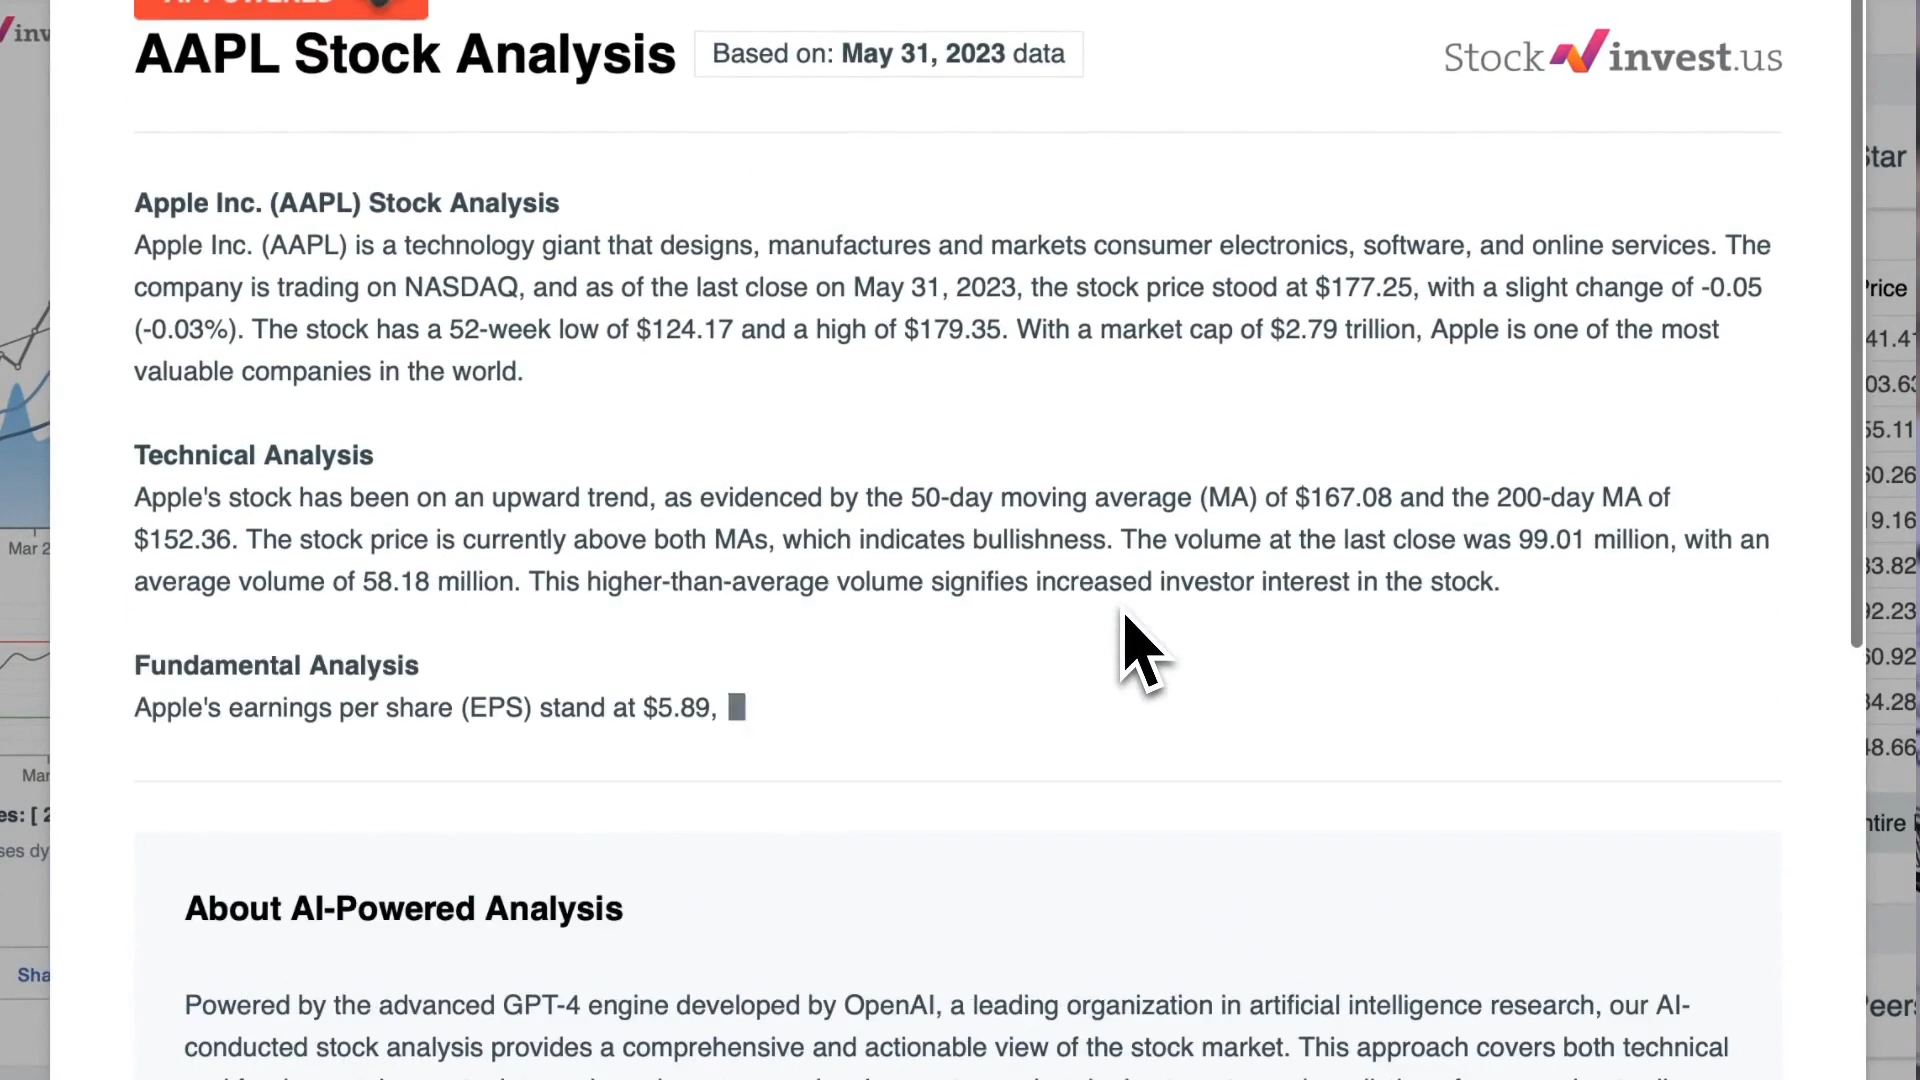 AAPL Stock Analysis
Based on: May 31, 2023 data
Stock invest.us
Apple Inc. (AAPL) Stock Analysis
Apple Inc. (AAPL) is a technology giant that designs, manufactures and markets consumer electronics, software, and online services. The
company is trading on NASDAQ, and as of the last close on May 31, 2023, the stock price stood at $177.25, with a slight change of -0.05
(-0.03%). The stock has a 52-week low of $124.17 and a high of $179.35. With a market cap of $2.79 trillion, Apple is one of the most
valuable companies in the world.
Technical Analysis
Apple's stock has been on an upward trend, as evidenced by the 50-day moving average (MA) of $167.08 and the 200-day MA of
$152.36. The stock price is currently above both MAs, which indicates bullishness. The volume at the last close was 99.01 million, with an
average volume of 58.18 million. This higher-than-average volume signifies increased investor interest in the stock.
Fundamental Analysis
Apple's earnings per share (EPS) stand at $5.89,
About AI-Powered Analysis
Powered by the advanced GPT-4 engine developed by OpenAI, a leading organization in artificial intelligence research, our AI-
conducted stock analysis provides a comprehensive and actionable view of the stock market. This approach covers both technical